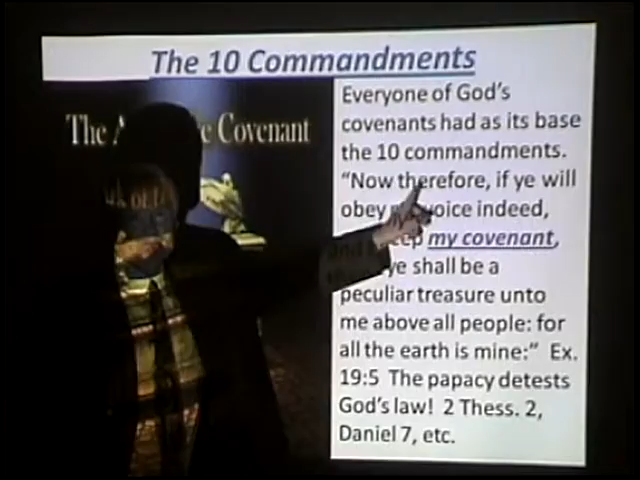 The 10 Commandments
The A c Covenant
Everyone of God's
covenants had as its base
the 10 commandments.
"Now therefore, if ye will
obey voice indeed,
my covenant,
ye shall be a
peculiar treasure unto
me above all people: for
all the earth is mine:" Ex.
19:5 The papacy detests
God's law! 2 Thess. 2,
Daniel 7, etc.